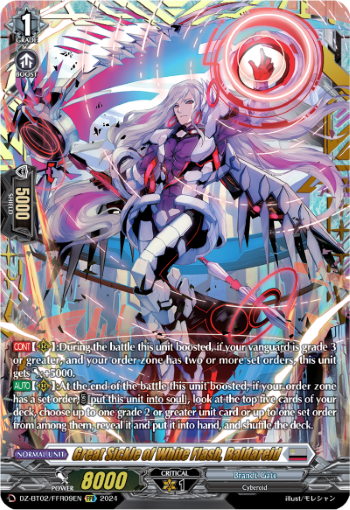 1
GRADE
BOOST
5000
SHIELD
CONT : During the battle this unit boosted, if your vanguard is grade 3
or greater, and your order zone has two or more set orders, this unit
gets +5000.
AUTO : At the end of the battle this unit boosted, if your order zone
has a set order, [put this unit into soul], look at the top five cards of your
deck, choose up to one grade 2 or greater unit card or up to one set order
from among them, reveal it and put it into hand, and shuffle the deck.
NORMAL UNIT
Great Sickle of White Flash, Baldareid
POWER 8000
CRITICAL
1
Brandt Gate
Cyberoid
DZ-BT02/FFR09EN FFR 2024
illust/モレシャン